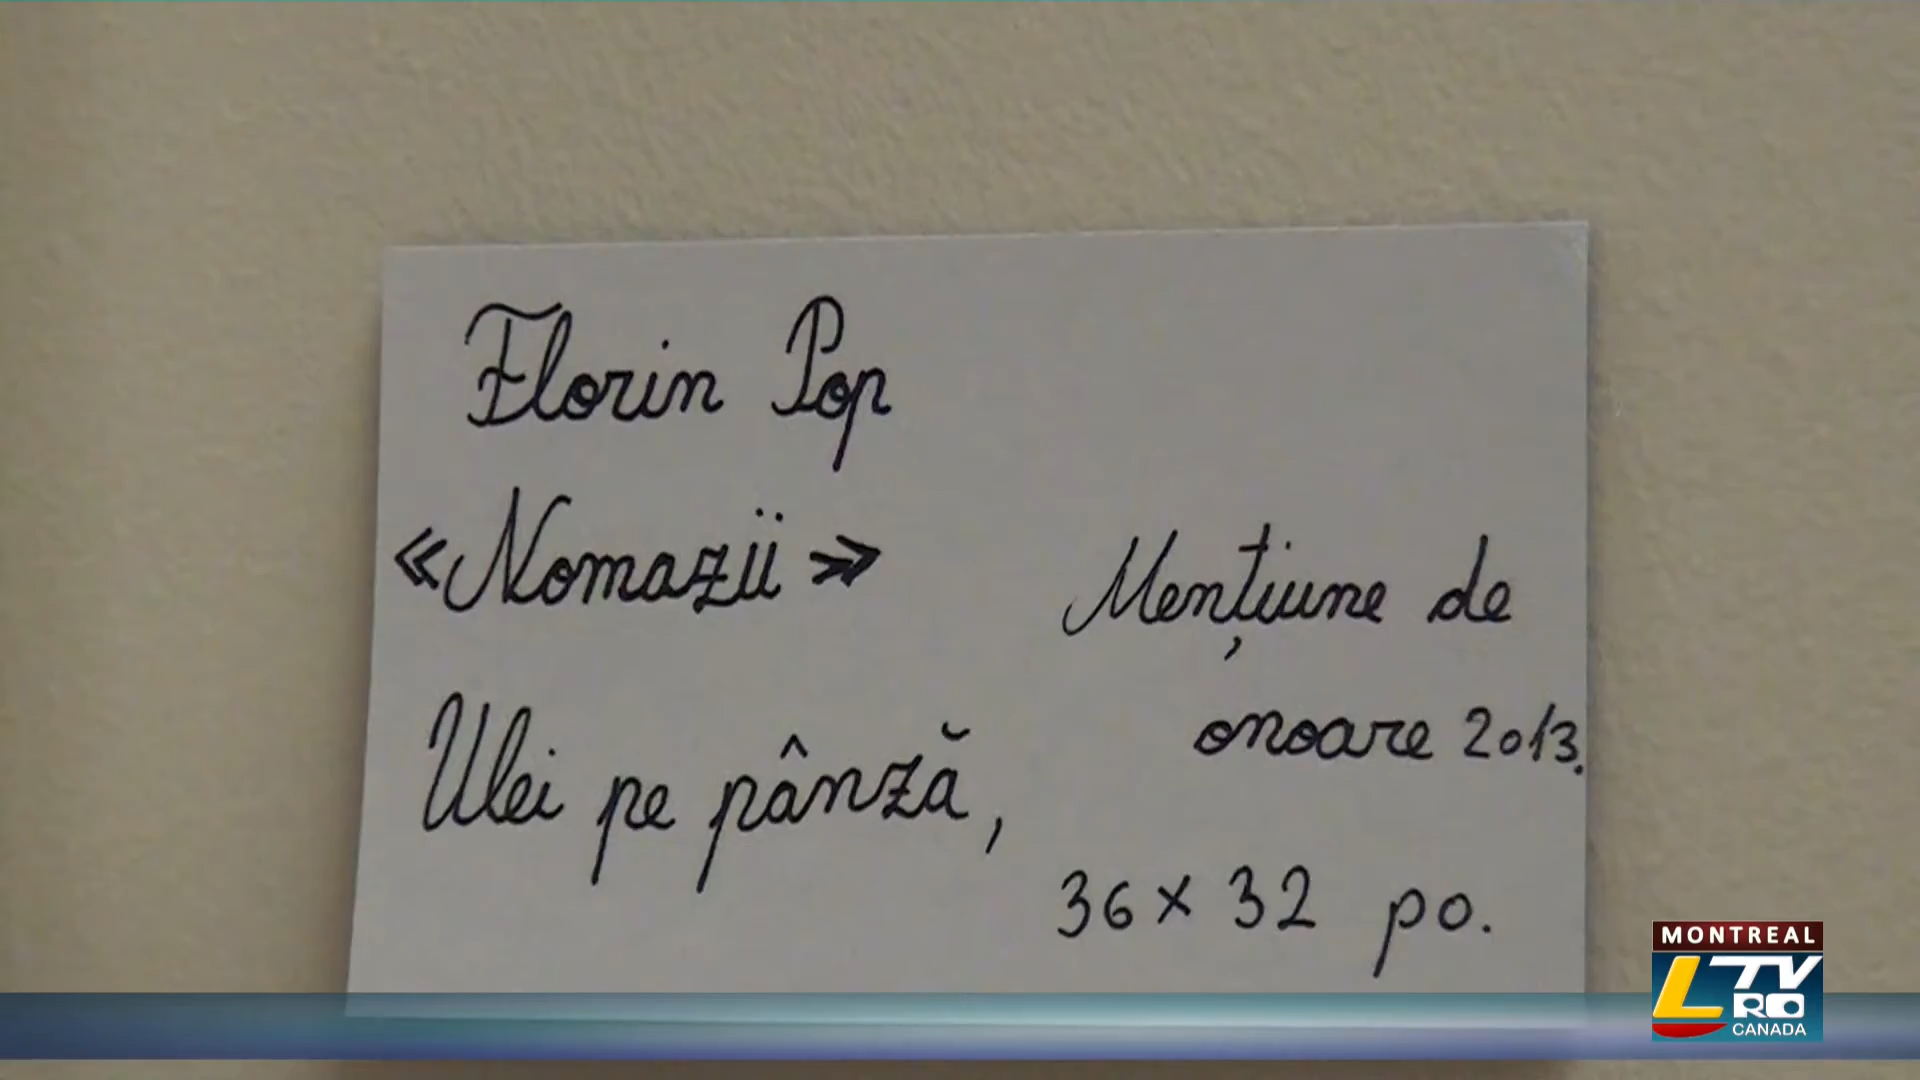 Florin Pop
« Nomazii »
Mențiune de
onoare 2013.
Ulei pe pânză,
36 x 32 po.
MONTREAL
LTV
RO
CANADA